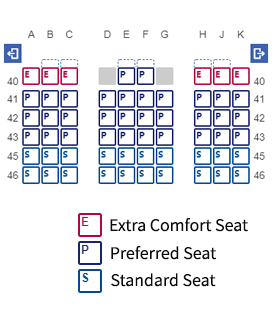 A B C D E F G H J K
40 E E E P P E E E 40
41 P P P P P P P P P P 41
42 P P P P P P P P P P 42
43 P P P P P P P P P P 43
45 S S S S S S S S S S 45
46 S S S S S S S S S S 46
E Extra Comfort Seat
P Preferred Seat
S Standard Seat